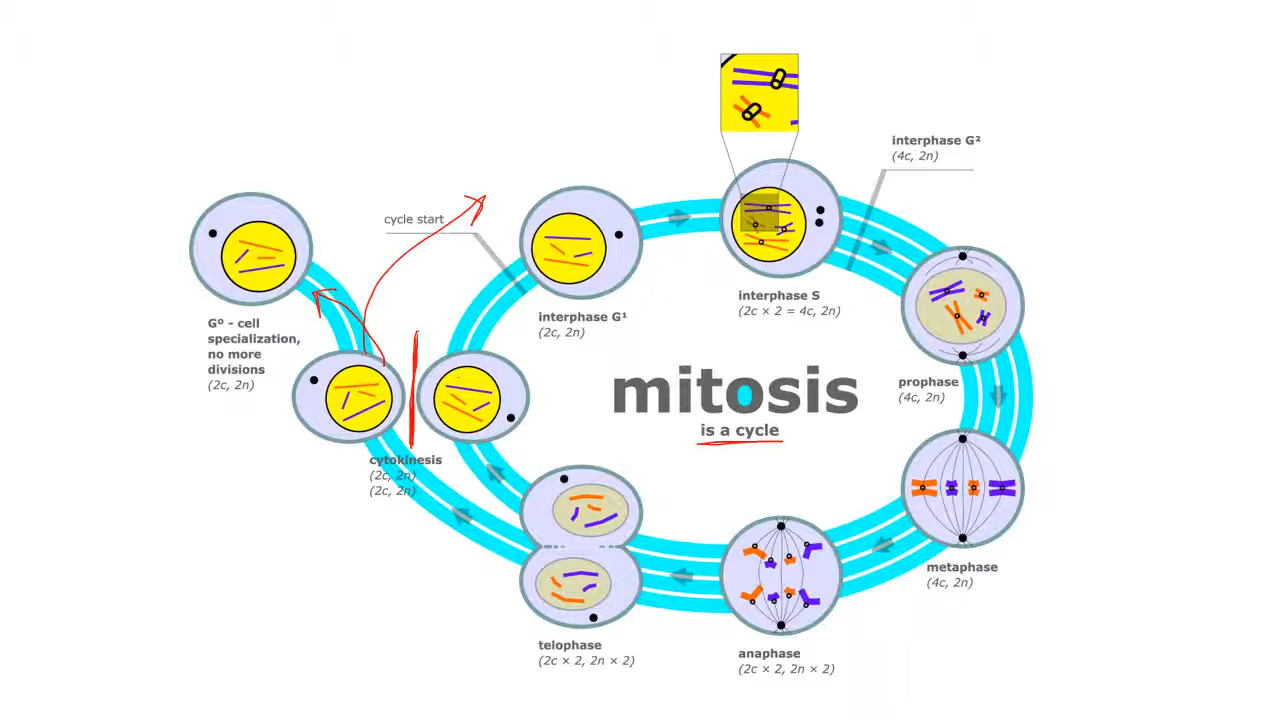 interphase G²
(4c, 2n)
cycle start
interphase S
(2c × 2 = 4c, 2n)
interphase G¹
(2c, 2n)
G⁰ - cell
specialization,
no more
divisions
(2c, 2n)
mitosis
is a cycle
prophase
(4c, 2n)
cytokinesis
(2c, 2n)
(2c, 2n)
metaphase
(4c, 2n)
telophase
(2c × 2, 2n × 2)
anaphase
(2c × 2, 2n × 2)